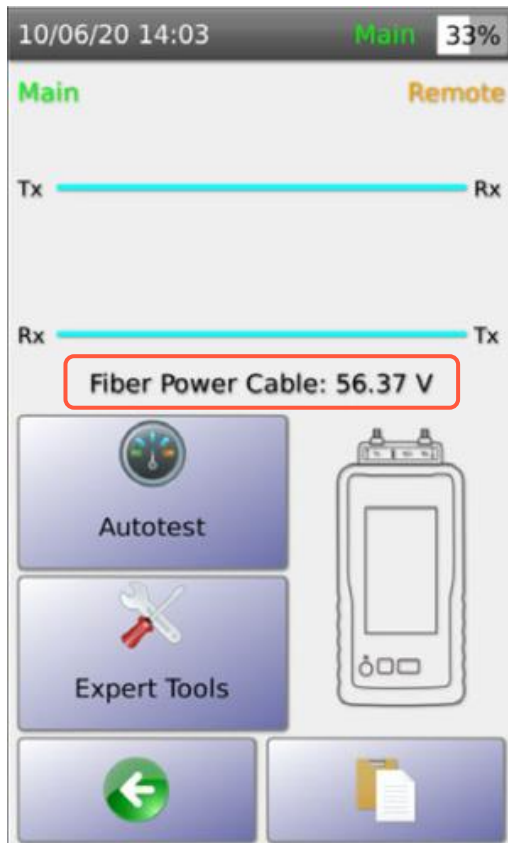 10/06/20 14:03 Main 33%
Main Remote
Tx Rx
Rx Tx
Fiber Power Cable: 56.37 V
Autotest
Expert Tools